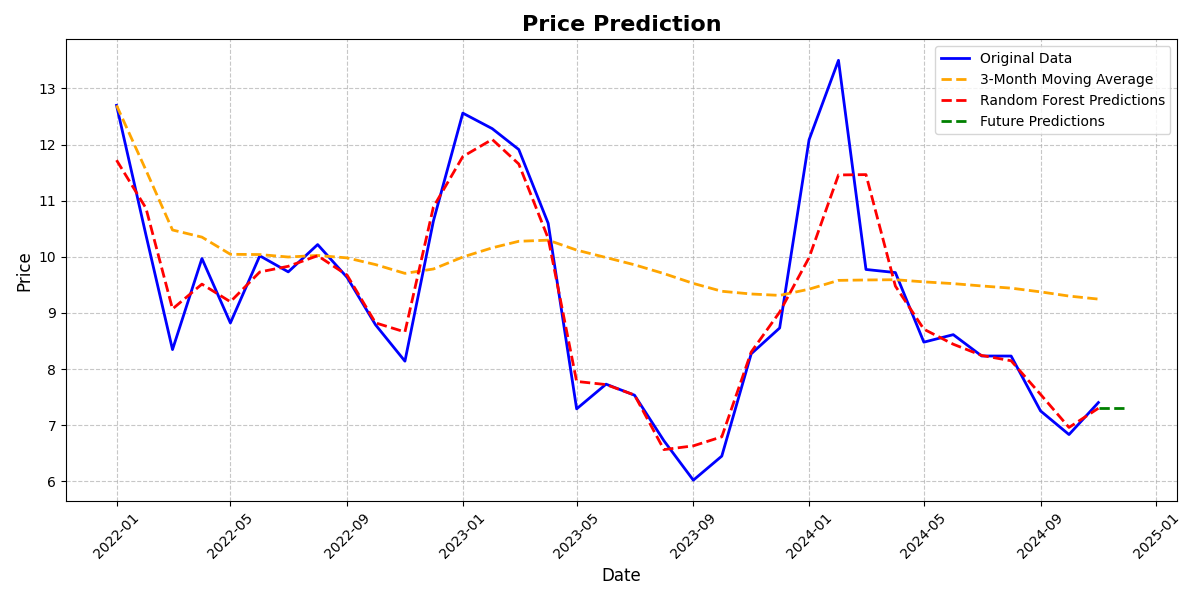 Price Prediction
Original Data
3-Month Moving Average
Random Forest Predictions
Future Predictions
Price
13
12
11
10
9
8
7
6
2022-01
2022-05
2022-09
2023-01
2023-05
2023-09
2024-01
2024-05
2024-09
2025-01
Date